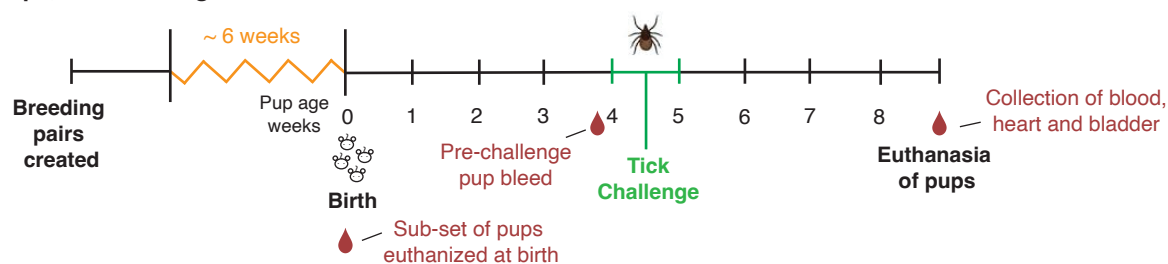 ~ 6 weeks
Breeding
pairs
created
Pup age
weeks
0
1
2
3
4
5
6
7
8
Birth
Sub-set of pups
euthanized at birth
Pre-challenge
pup bleed
Tick
Challenge
Collection of blood,
heart and bladder
Euthanasia
of pups